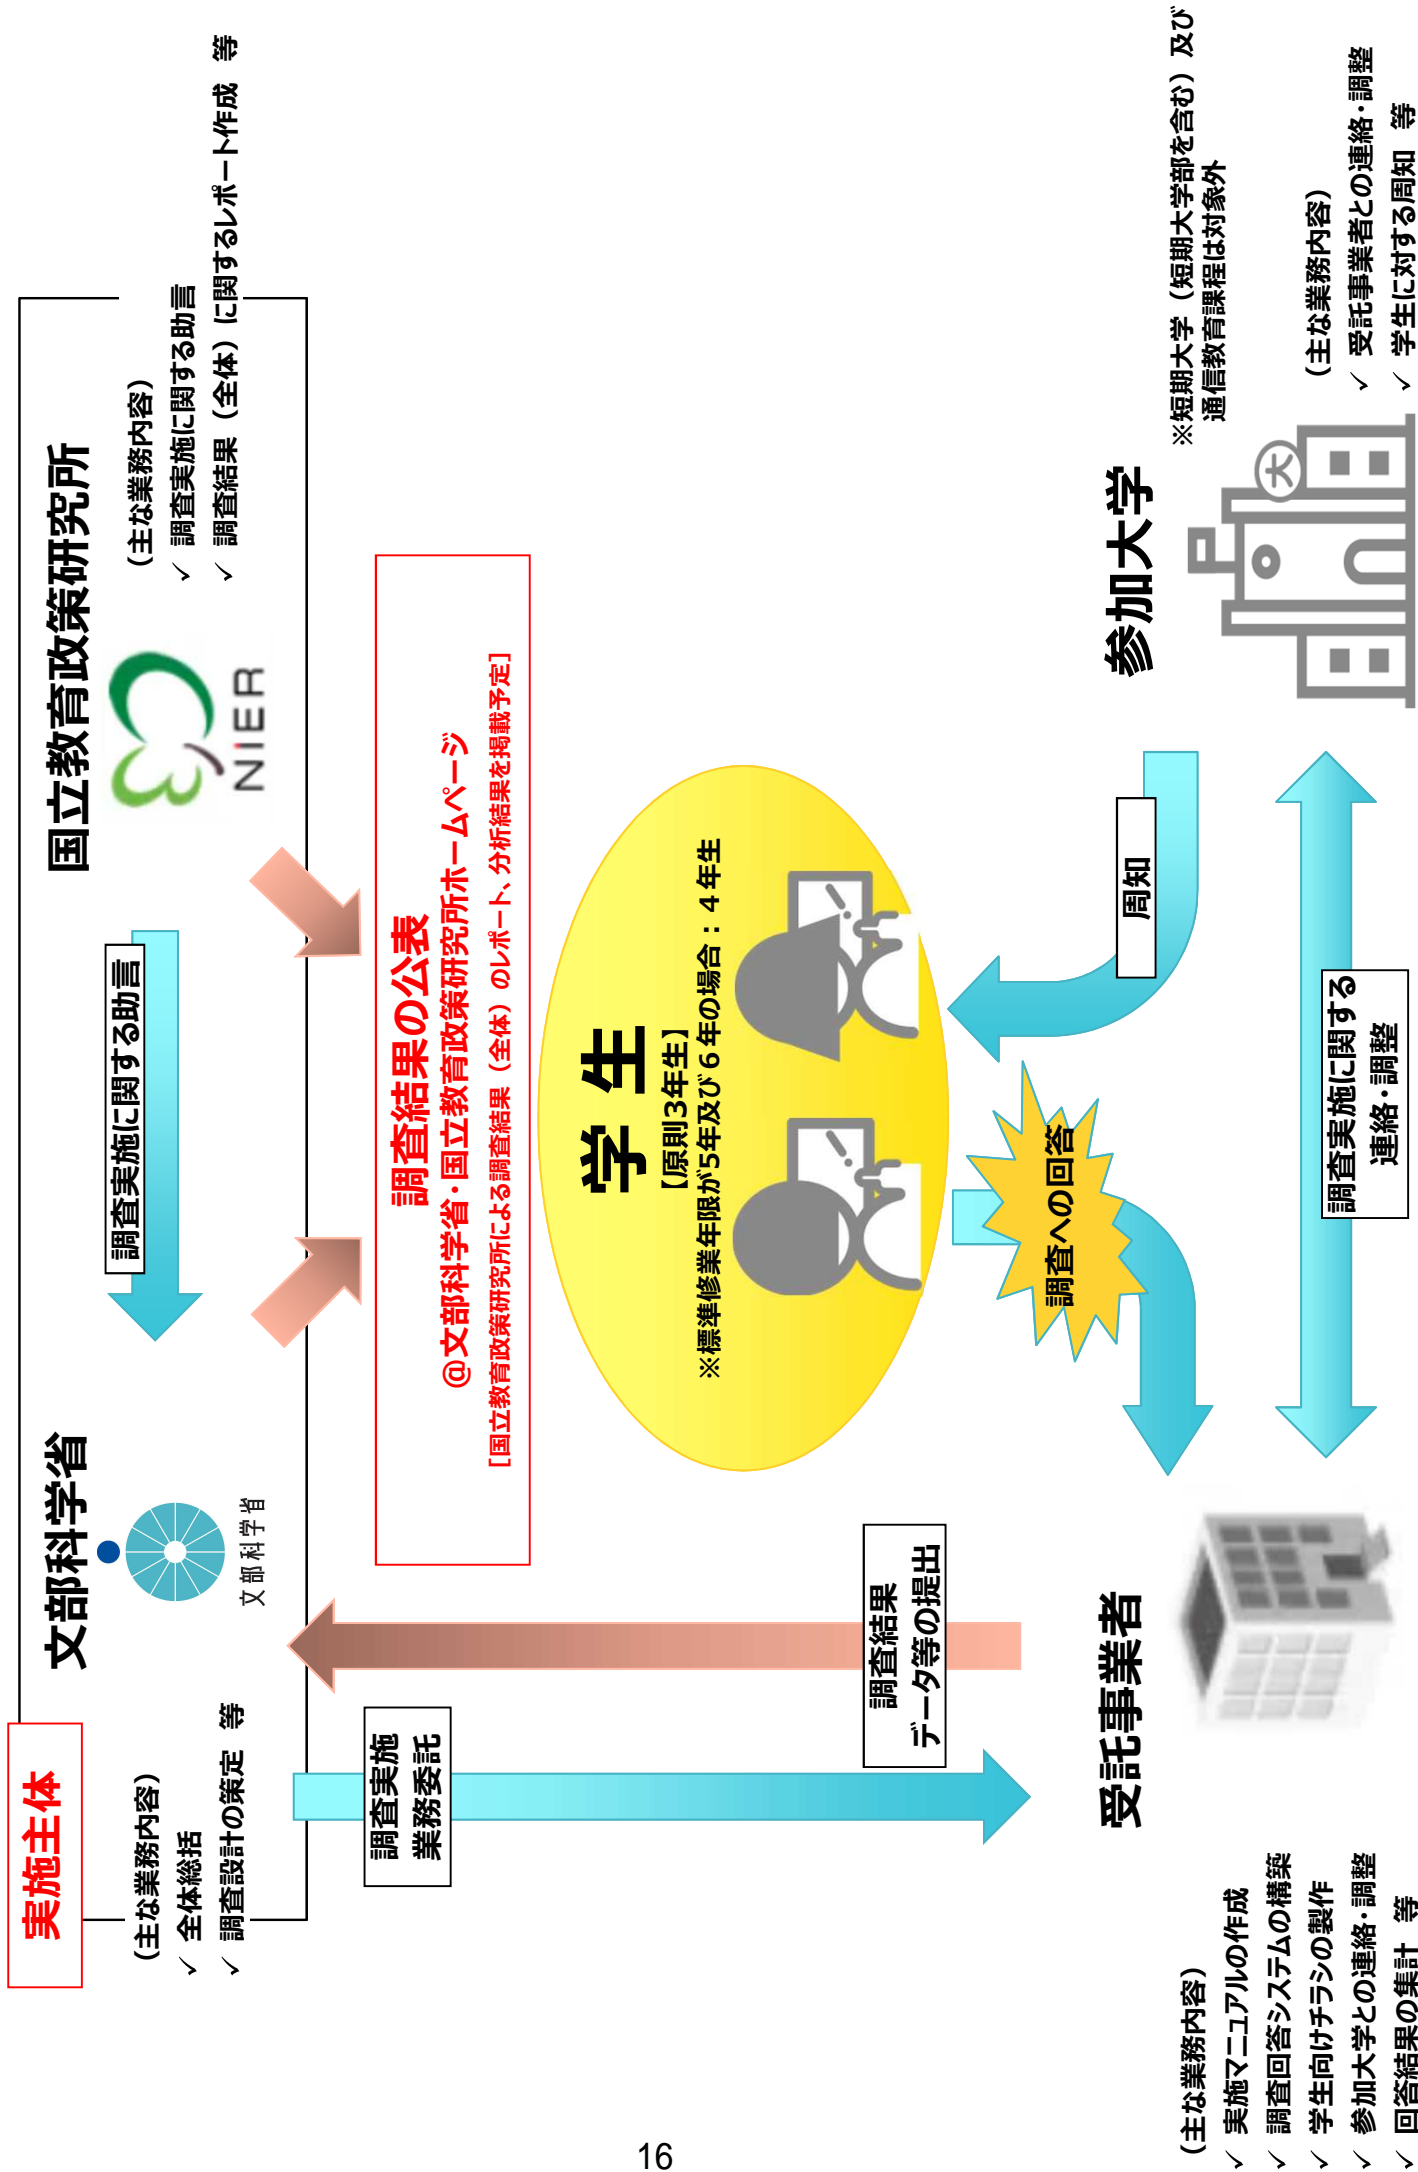 実施主体
文部科学省
文部科学省
（主な業務内容）
✓ 全体総括
✓ 調査設計の策定　等
調査実施に関する助言
国立教育政策研究所
NIER
（主な業務内容）
✓ 調査実施に関する助言
✓ 調査結果（全体）に関するレポート作成　等
調査結果の公表
@文部科学省・国立教育政策研究所ホームページ
［国立教育政策研究所による調査結果（全体）のレポート、分析結果を掲載予定］
調査実施
業務委託
調査結果
データ等の提出
学 生
【原則3年生】
※標準修業年限が5年及び６年の場合：４年生
調査への回答
周知
調査実施に関する
連絡・調整
受託事業者
（主な業務内容）
✓ 実施マニュアルの作成
✓ 調査回答システムの構築
✓ 学生向けチラシの製作
✓ 参加大学との連絡・調整
✓ 回答結果の集計　等
参加大学
大
※短期大学（短期大学部を含む）及び
通信教育課程は対象外
（主な業務内容）
✓ 受託事業者との連絡・調整
✓ 学生に対する周知　等
16